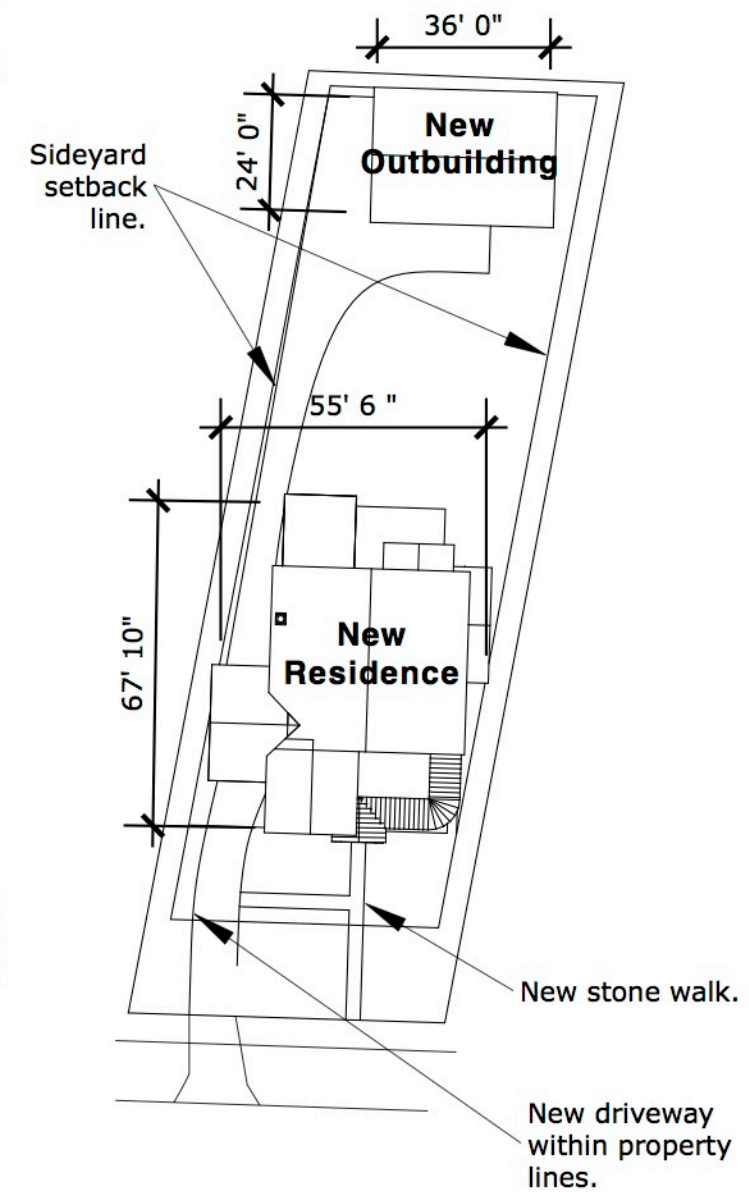 36' 0"
24' 0"
New
Outbuilding
Sideyard
setback
line.
55' 6 "
67' 10"
New
Residence
New stone walk.
New driveway
within property
lines.